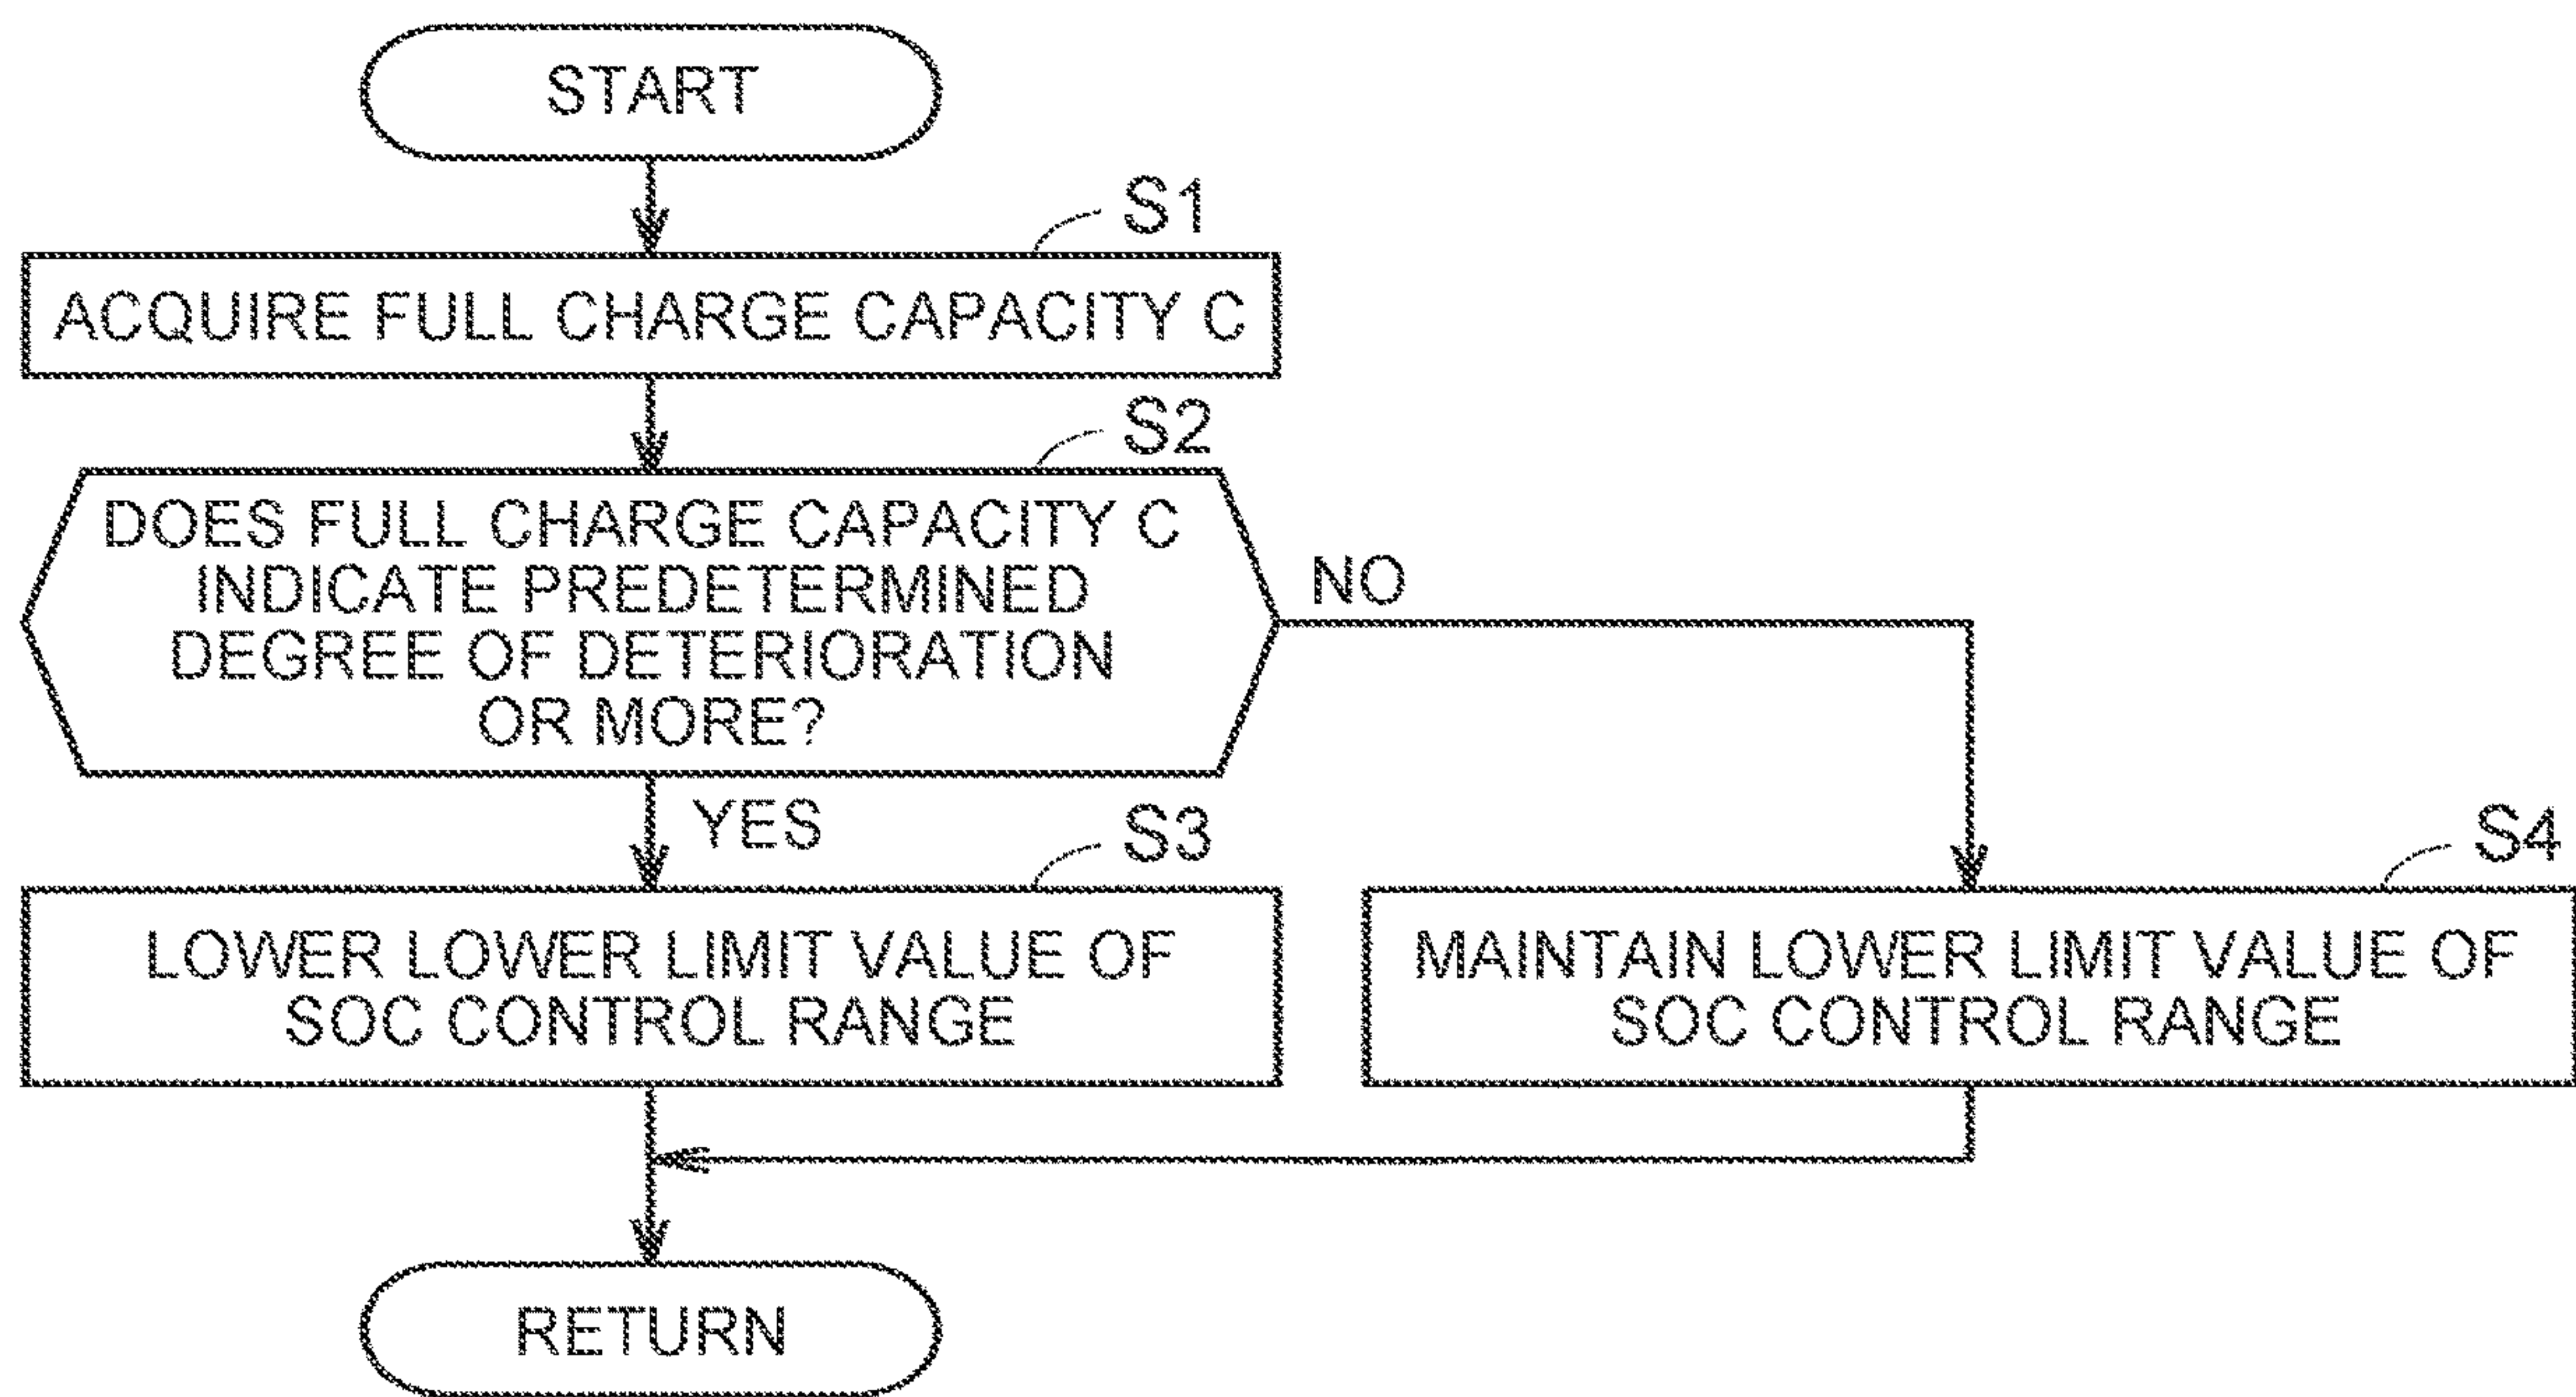 START
S1
ACQUIRE FULL CHARGE CAPACITY C
S2
DOES FULL CHARGE CAPACITY C
INDICATE PREDETERMINED
DEGREE OF DETERIORATION
OR MORE?
NO
YES
S3
LOWER LOWER LIMIT VALUE OF
SOC CONTROL RANGE
S4
MAINTAIN LOWER LIMIT VALUE OF
SOC CONTROL RANGE
RETURN